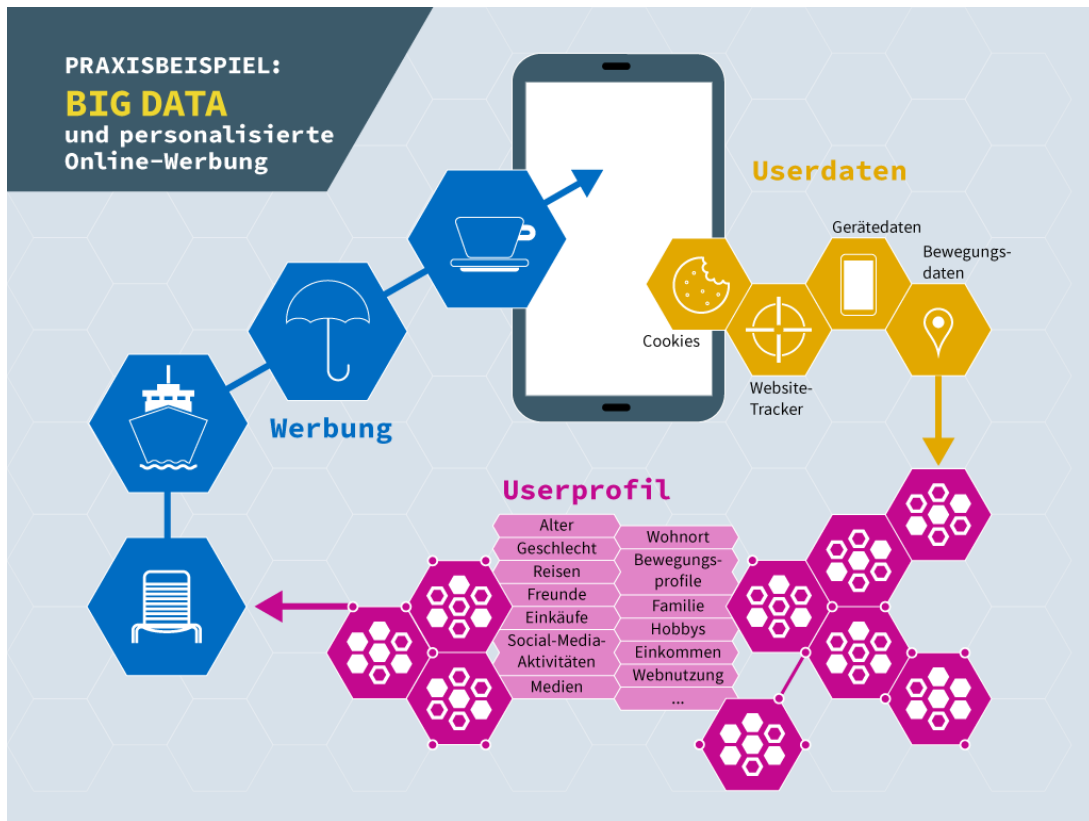 PRAXISBEISPIEL:
BIG DATA
und personalisierte
Online-Werbung
Userdaten
Gerätedaten
Bewegungs-
daten
Cookies
Website-
Tracker
Werbung
Userprofil
Alter
Geschlecht
Reisen
Freunde
Einkäufe
Social-Media-
Aktivitäten
Medien
Wohnort
Bewegungs-
profile
Familie
Hobbys
Einkommen
Webnutzung
...